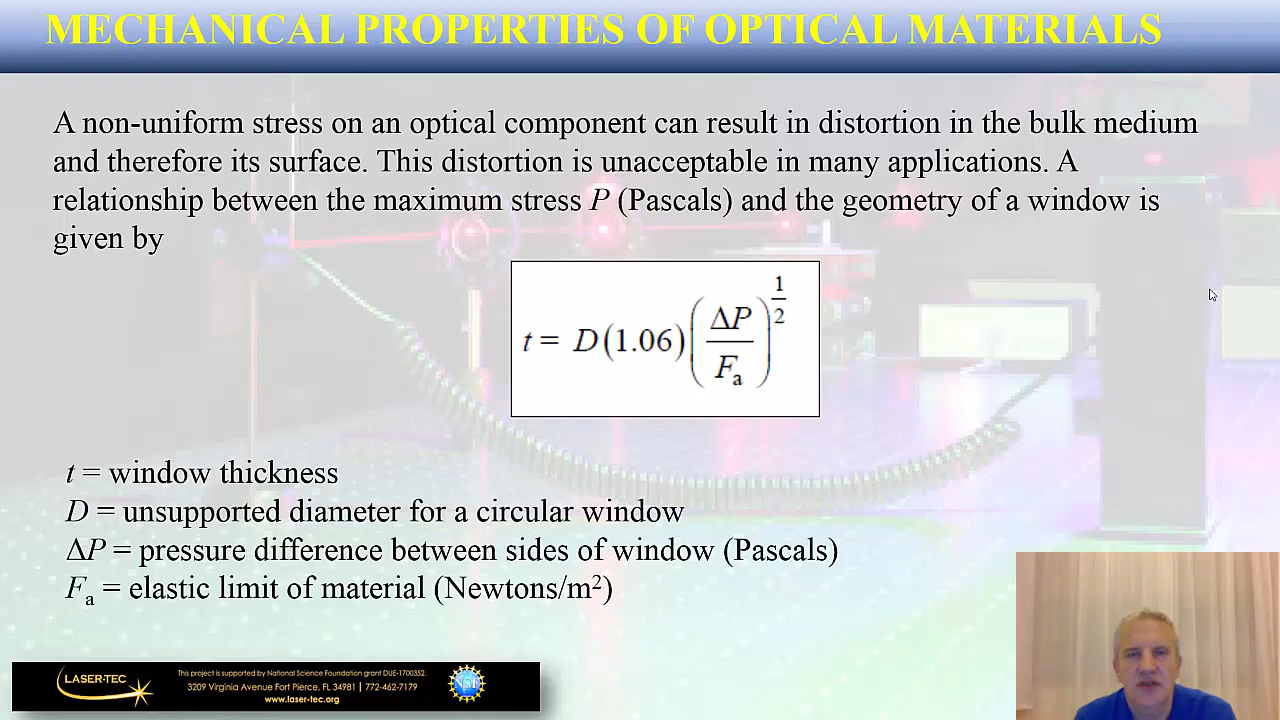 MECHANICAL PROPERTIES OF OPTICAL MATERIALS
A non-uniform stress on an optical component can result in distortion in the bulk medium
and therefore its surface. This distortion is unacceptable in many applications. A
relationship between the maximum stress P (Pascals) and the geometry of a window is
given by
t = D(1.06)(ΔP/Fₐ)^(1/2)
t = window thickness
D = unsupported diameter for a circular window
ΔP = pressure difference between sides of window (Pascals)
Fₐ = elastic limit of material (Newtons/m²)
LASER-TEC
This project is supported by National Science Foundation grant DUE-1700352.
3209 Virginia Avenue Fort Pierce, FL 34981 | 772-462-7179
www.laser-tec.org
NSF